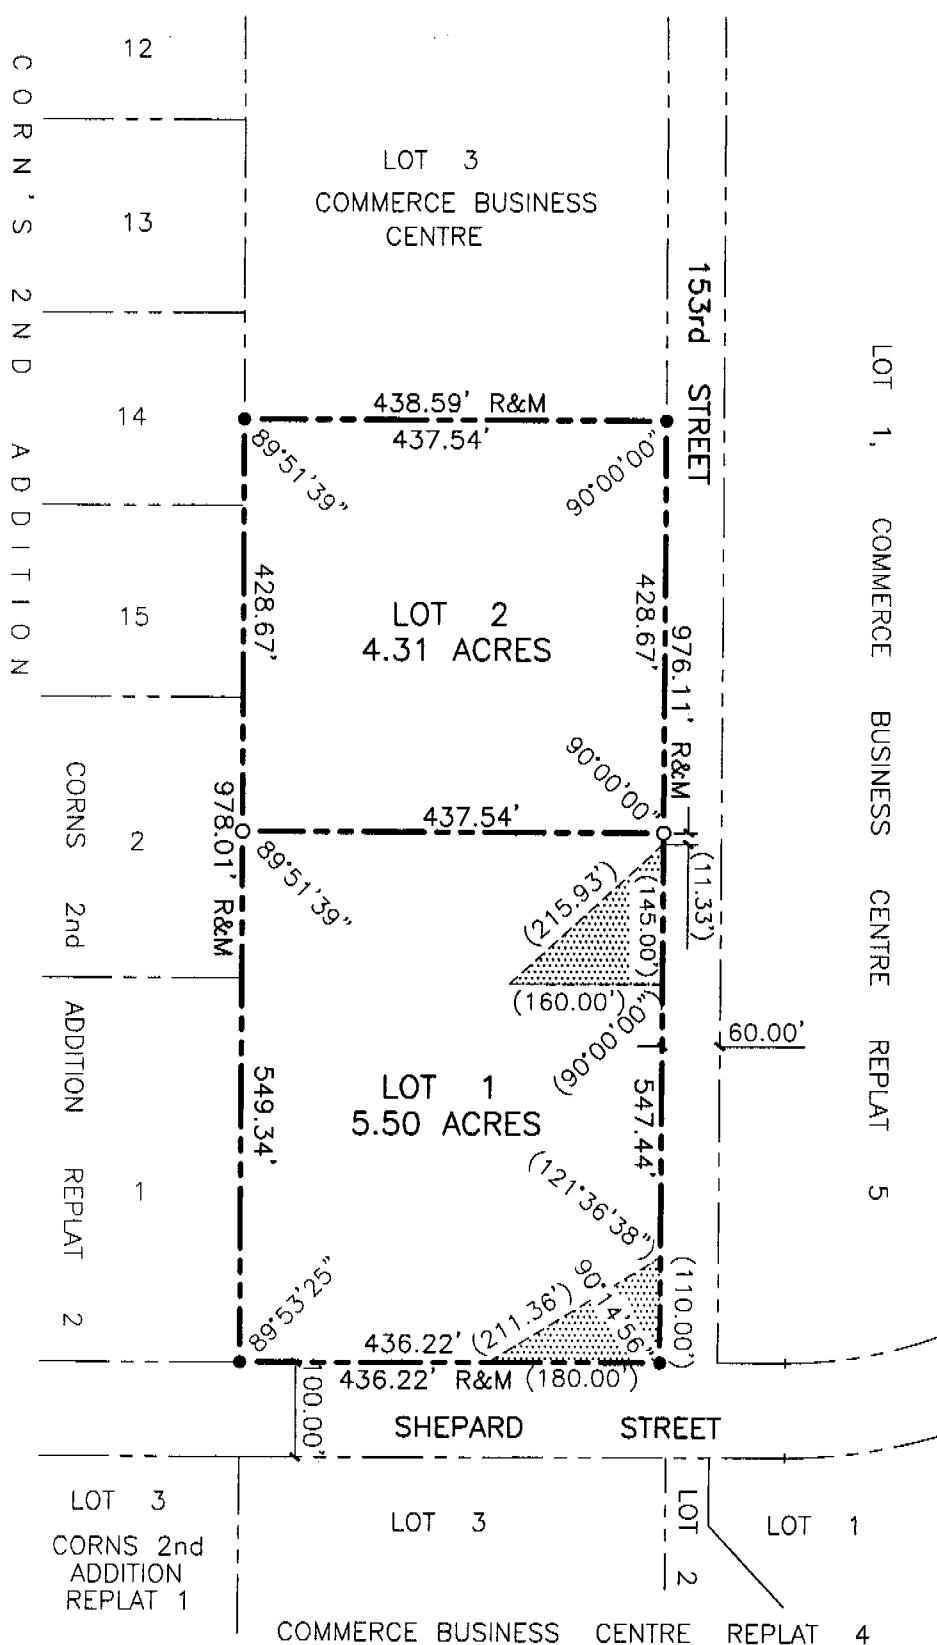 12
CORN'S 2ND ADDITION
LOT 3
COMMERCE BUSINESS
CENTRE
13
153rd STREET
LOT 1, COMMERCE BUSINESS CENTRE REPLAT 5
438.59' R&M
437.54'
14
89°51'39"
90°00'00"
428.67'
LOT 2
4.31 ACRES
428.67'
976.11' R&M
15
90°00'00"
437.54'
978.01' R&M
CORNS 2nd ADDITION REPLAT 2
2
89°51'39"
(215.93')
(145.00')
(11.33')
(160.00')
(90°00'00")
60.00'
LOT 1
5.50 ACRES
549.34'
547.44'
1
(121°36'38")
89°53'25"
90°14'56"
(110.00')
(211.36')
436.22'
436.22' R&M
(180.00')
100.00'
SHEPARD STREET
LOT 3
CORNS 2nd
ADDITION
REPLAT 1
LOT 3
LOT 2
LOT 1
COMMERCE BUSINESS CENTRE REPLAT 4